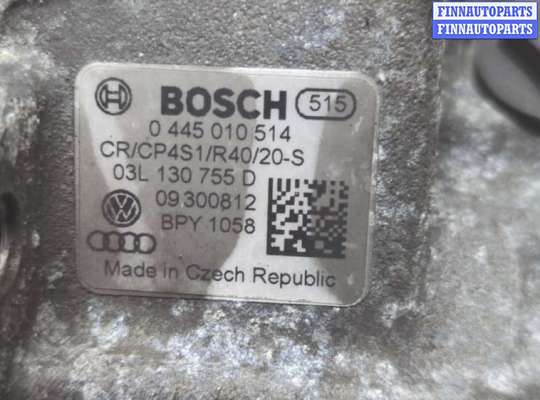 FINNAUTOPARTS
FINNAUTOPARTS
BOSCH 515
0 445 010 514
CR/CP4S1/R40/20-S
03L 130 755 D
09300812
BPY 1058
Made in Czech Republic